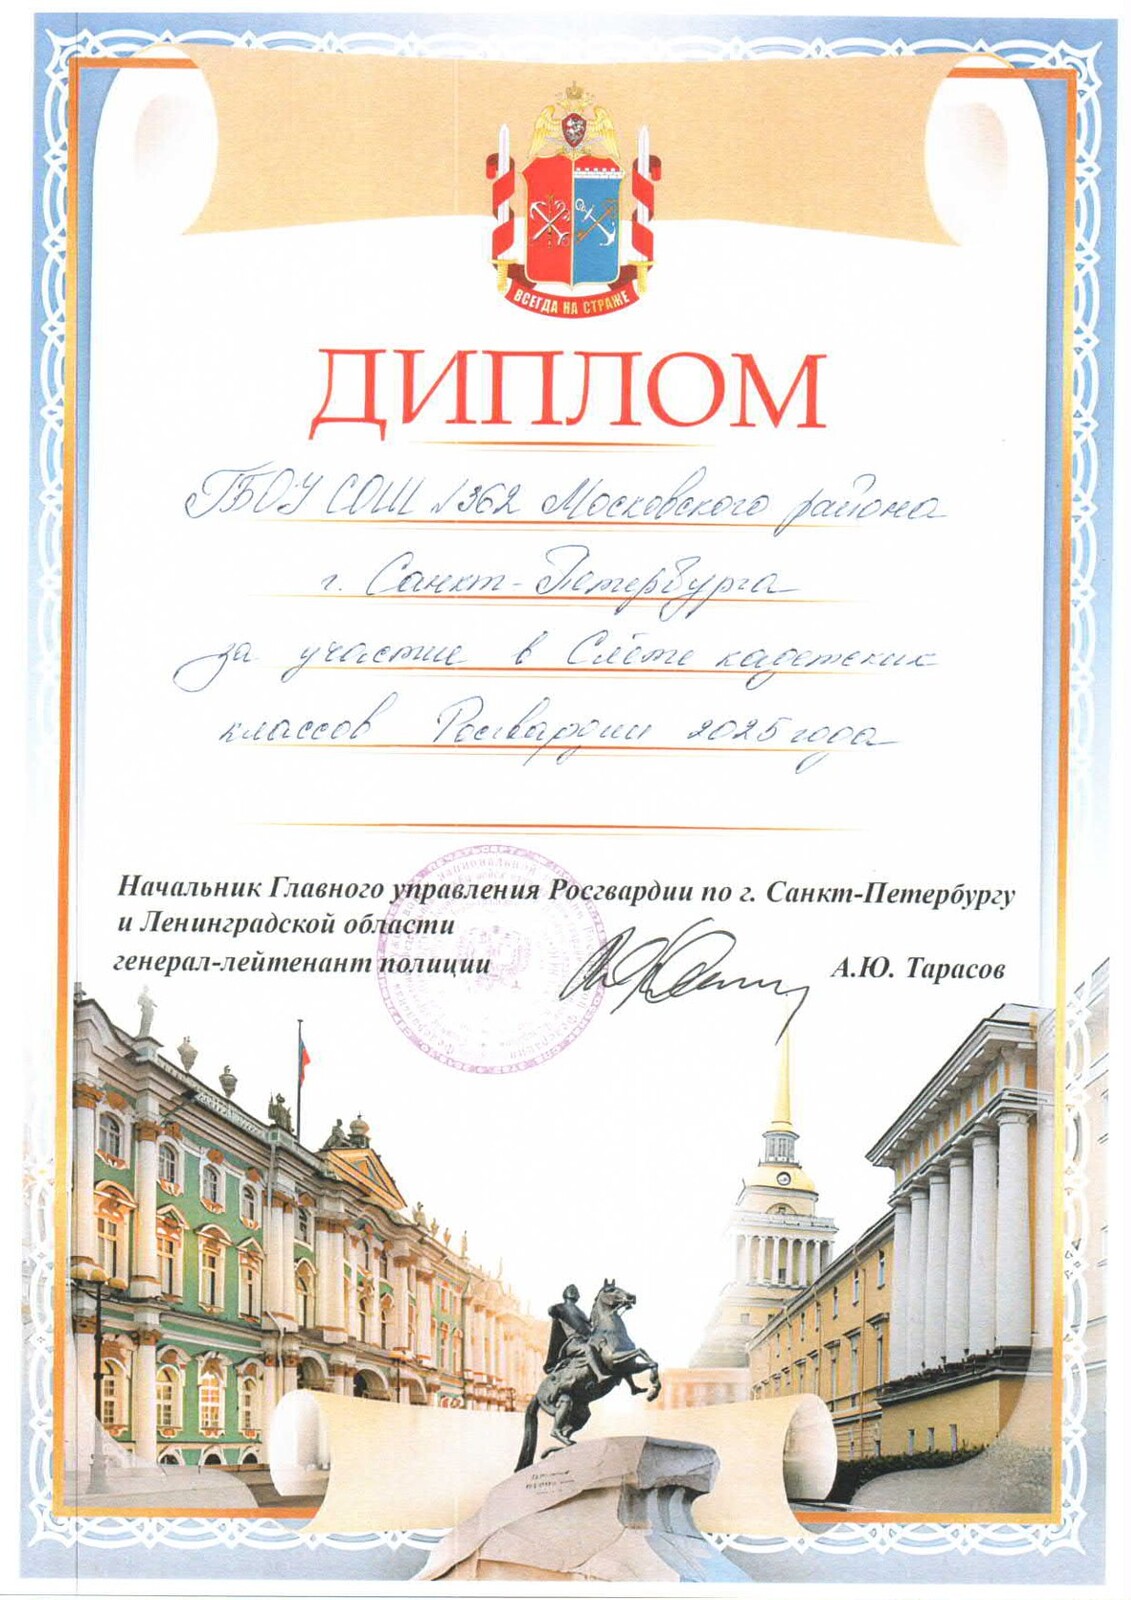 ВСЕГДА НА СТРАЖЕ
ДИПЛОМ
ГБОУ СОШ №362 Московского района
г. Санкт-Петербурга
за участие в Слёте кадетских
классов Росгвардии 2025 года
Начальник Главного управления Росгвардии по г. Санкт-Петербургу
и Ленинградской области
генерал-лейтенант полиции
А.Ю. Тарасов